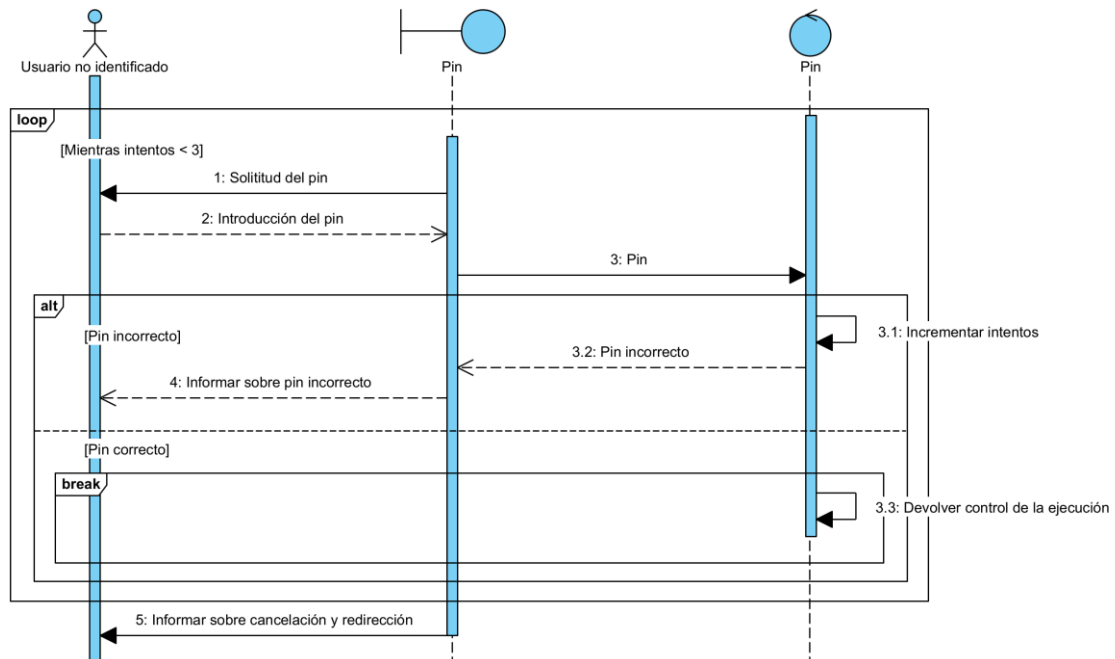 Usuario no identificado
Pin
Pin
loop
[Mientras intentos < 3]
1: Solititud del pin
2: Introducción del pin
3: Pin
alt
[Pin incorrecto]
3.1: Incrementar intentos
3.2: Pin incorrecto
4: Informar sobre pin incorrecto
[Pin correcto]
break
3.3: Devolver control de la ejecución
5: Informar sobre cancelación y redirección